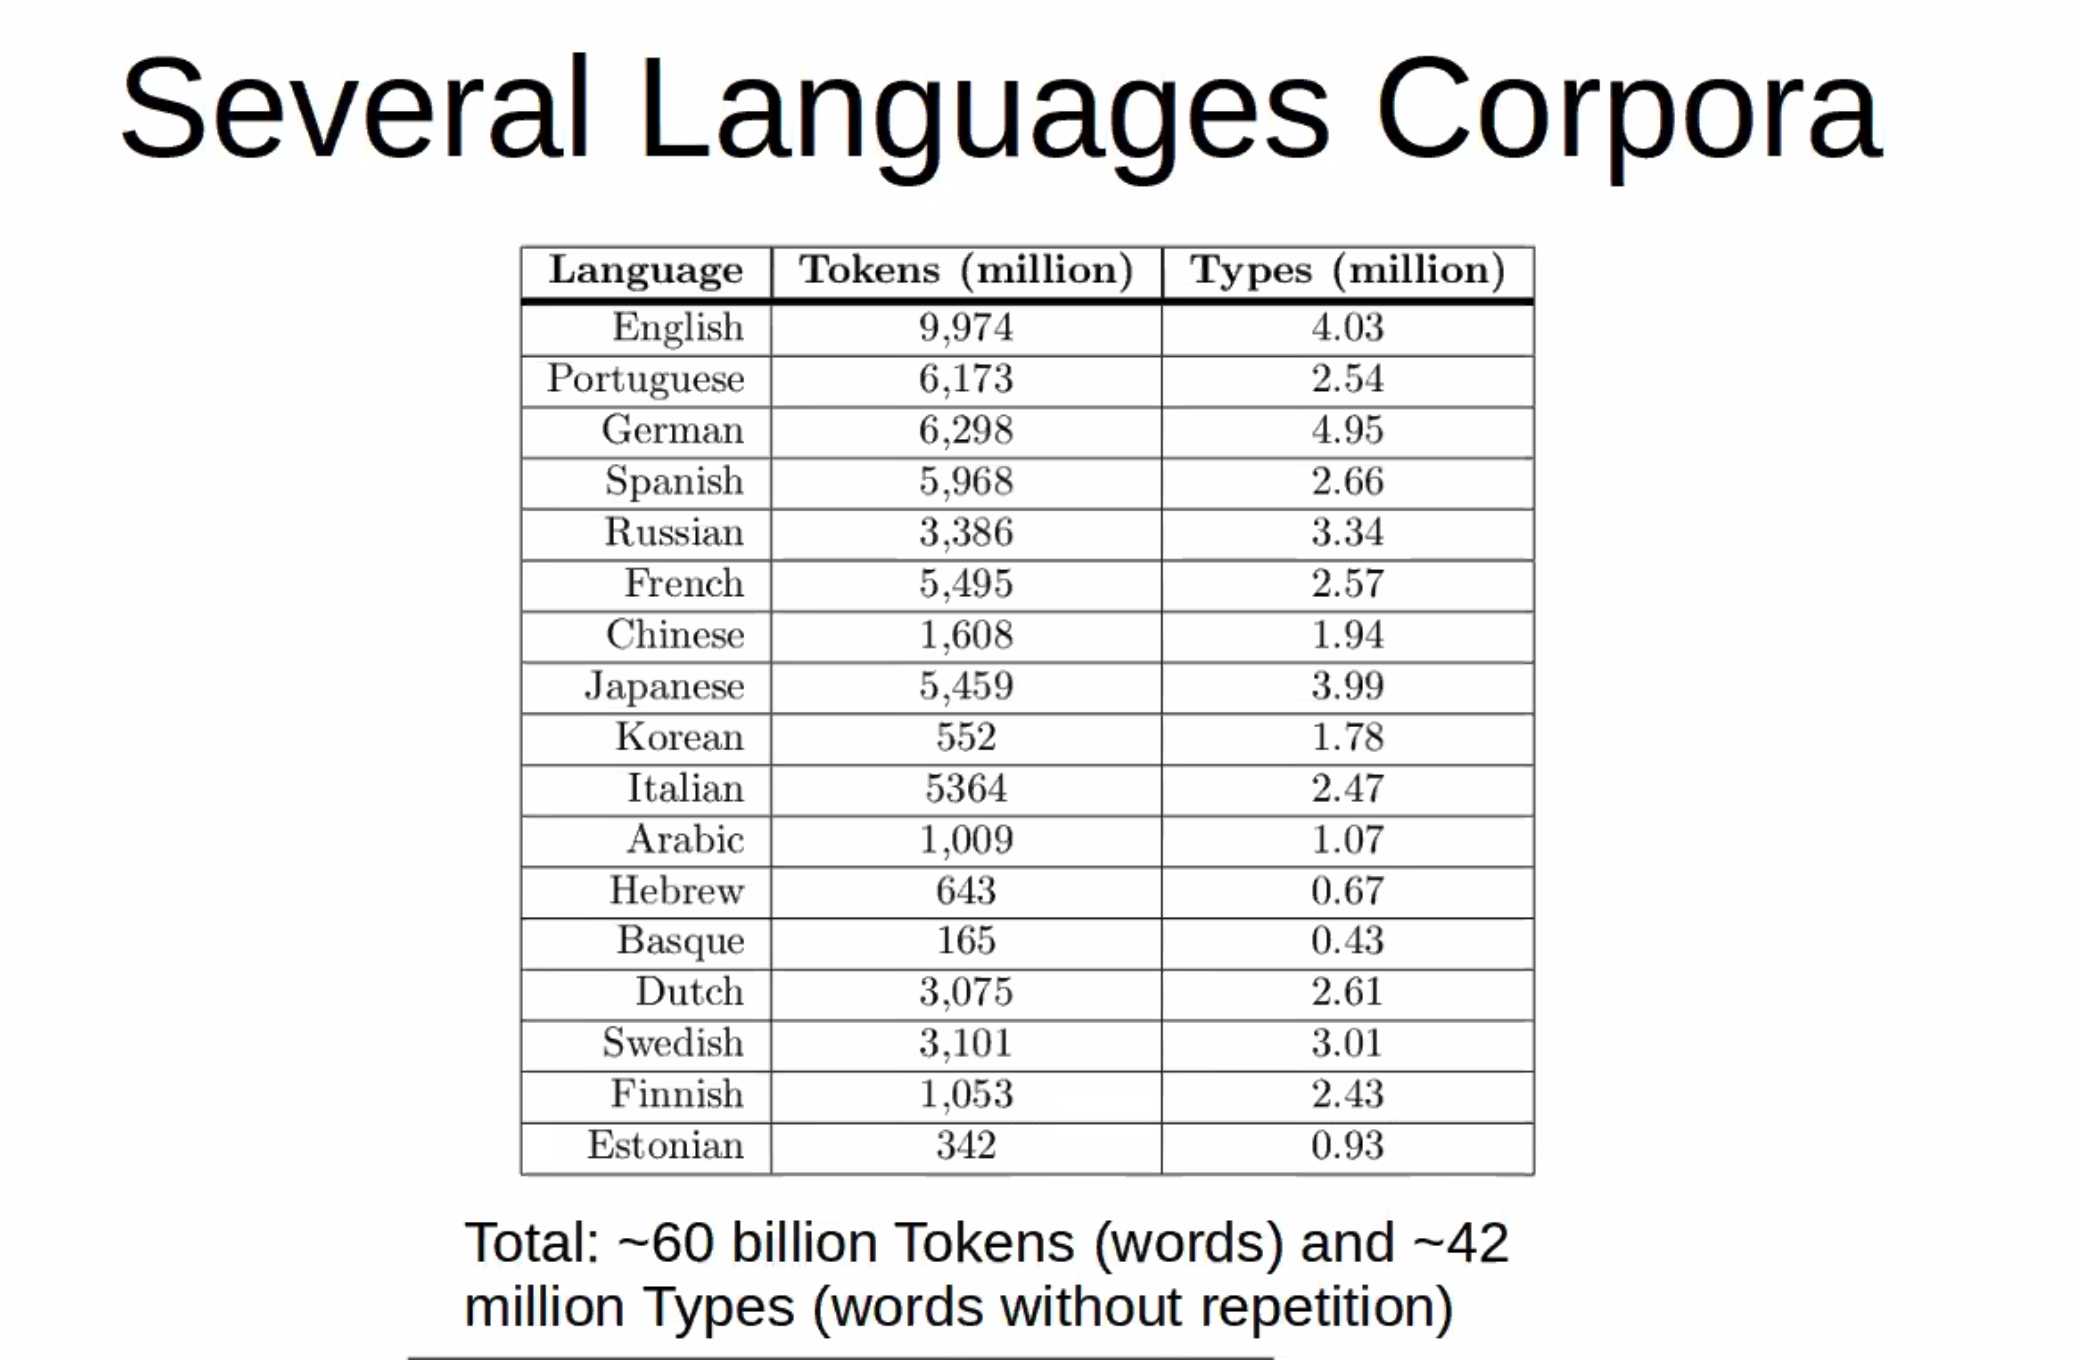 Several Languages Corpora
Language Tokens (million) Types (million)
English 9,974 4.03
Portuguese 6,173 2.54
German 6,298 4.95
Spanish 5,968 2.66
Russian 3,386 3.34
French 5,495 2.57
Chinese 1,608 1.94
Japanese 5,459 3.99
Korean 552 1.78
Italian 5364 2.47
Arabic 1,009 1.07
Hebrew 643 0.67
Basque 165 0.43
Dutch 3,075 2.61
Swedish 3,101 3.01
Finnish 1,053 2.43
Estonian 342 0.93
Total: ~60 billion Tokens (words) and ~42
million Types (words without repetition)